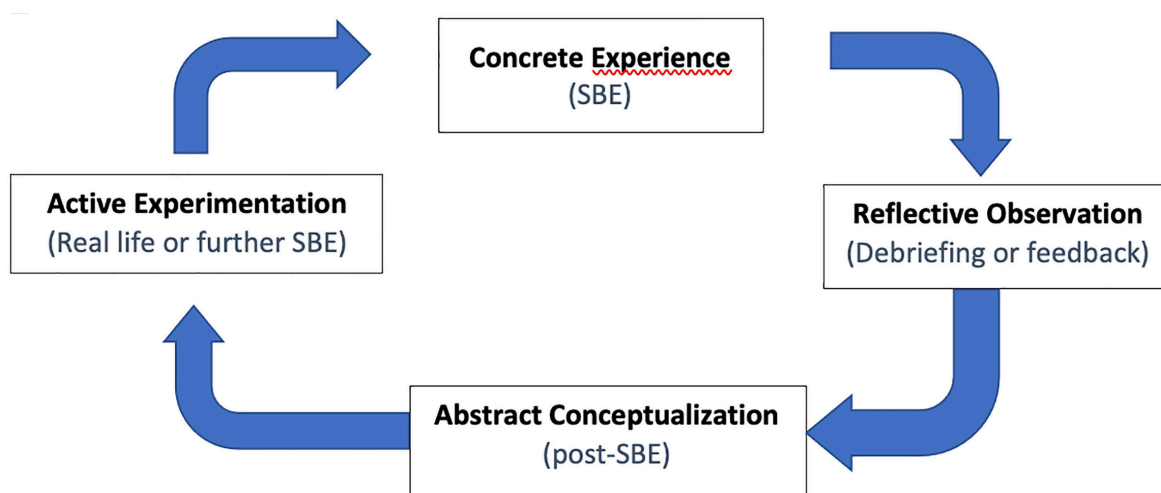 Concrete Experience
(SBE)
Active Experimentation
(Real life or further SBE)
Reflective Observation
(Debriefing or feedback)
Abstract Conceptualization
(post-SBE)